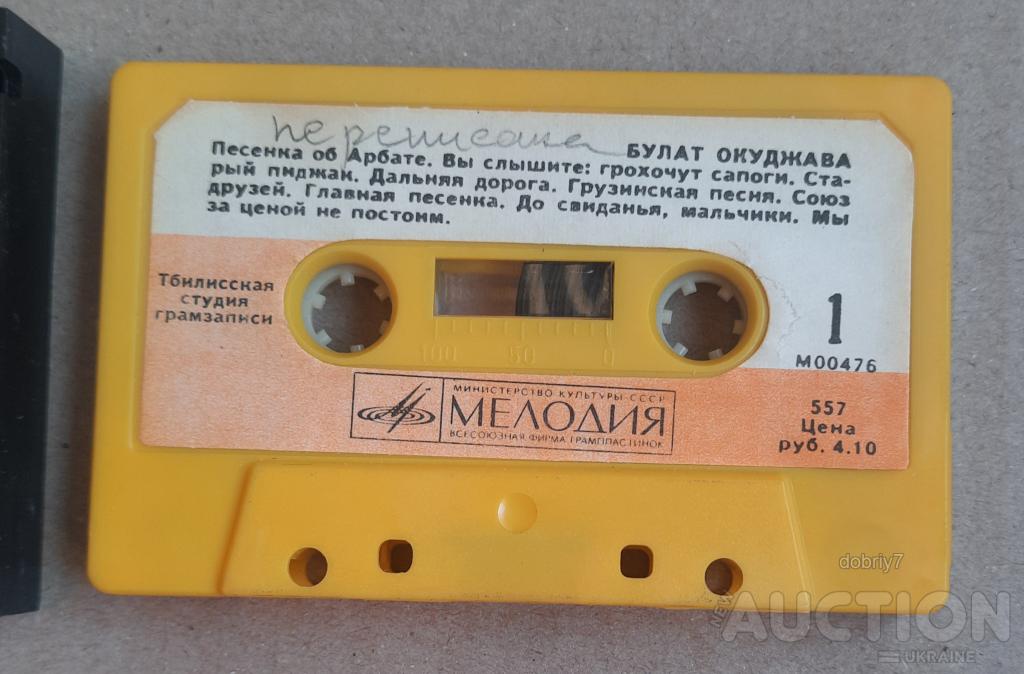 переписана
БУЛАТ ОКУДЖАВА
Песенка об Арбате. Вы слышите: грохочут сапоги. Ста-
рый пиджак. Дальняя дорога. Грузинская песня. Союз
друзей. Главная песенка. До свиданья, мальчики. Мы
за ценой не постоим.
Тбилисская
студия
грамзаписи
1
М00476
100 50 0
МИНИСТЕРСТВО КУЛЬТУРЫ СССР
МЕЛОДИЯ
ВСЕСОЮЗНАЯ ФИРМА ГРАМПЛАСТИНОК
557
Цена
руб. 4.10
dobriy7
NEW AUCTION
UKRAINE